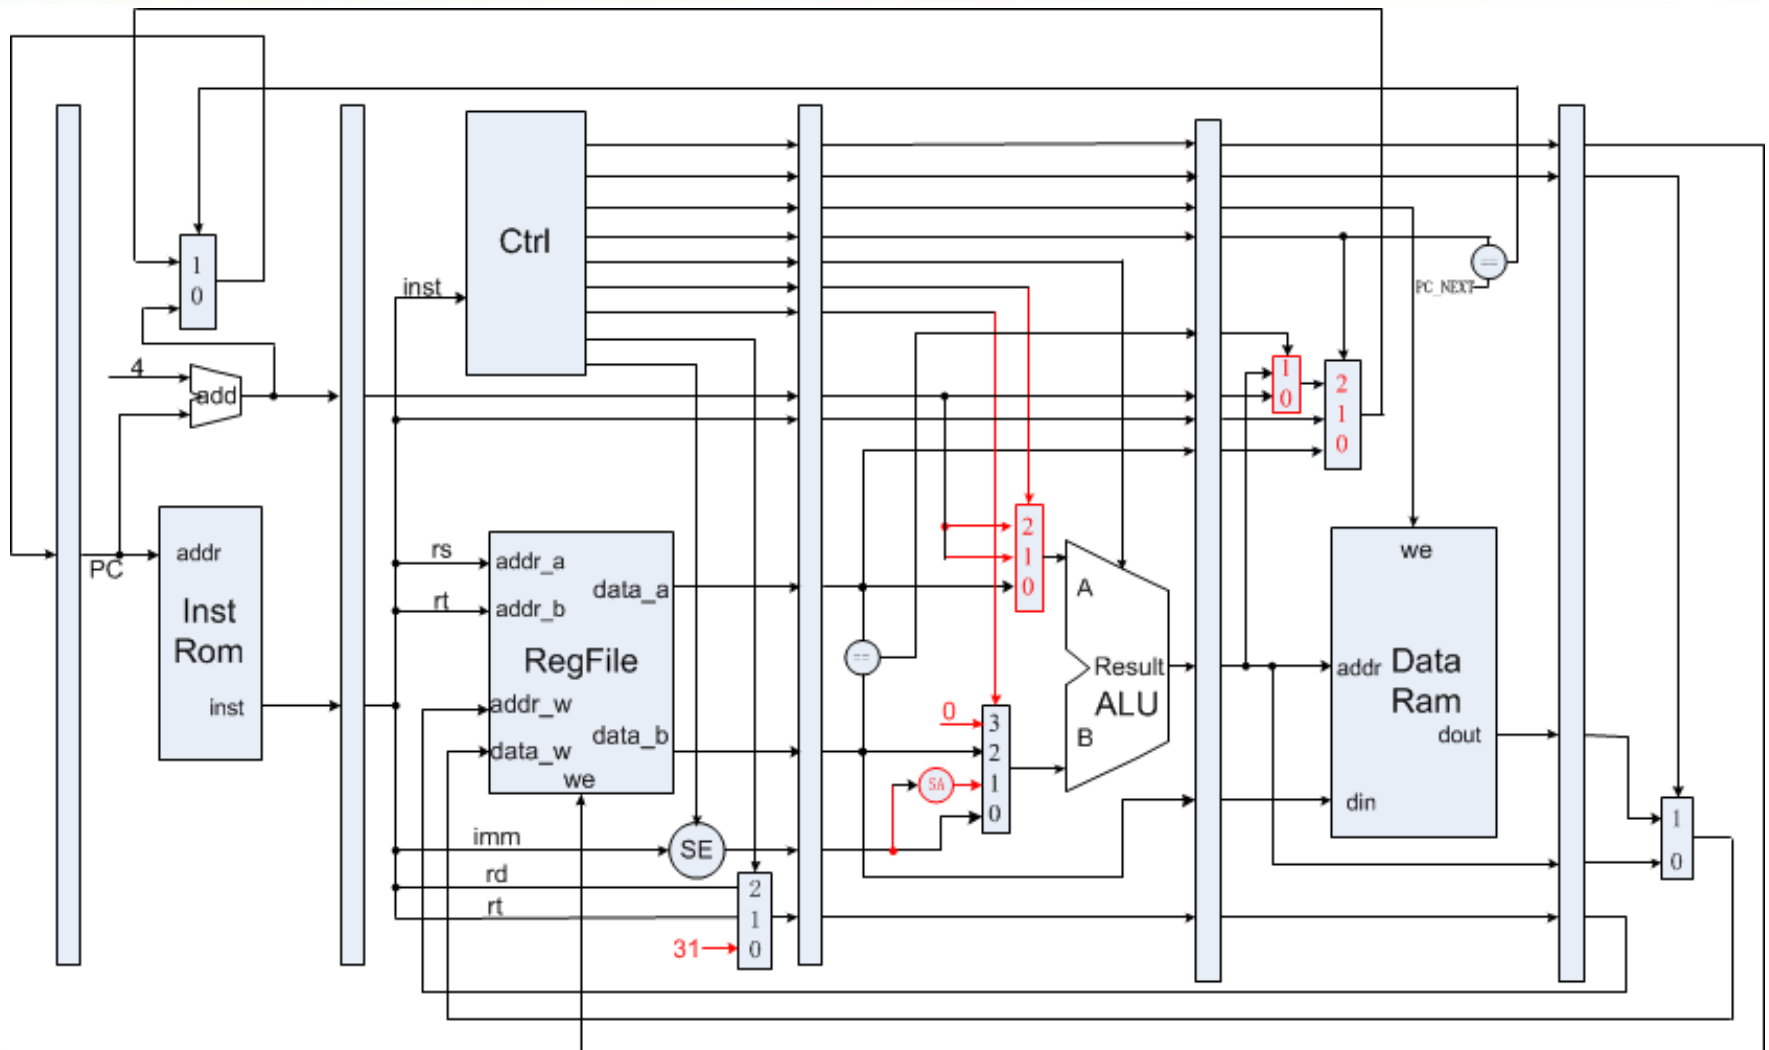 Ctrl
inst
1
0
4
add
PC
addr
Inst
Rom
inst
rs
rt
addr_a
addr_b
data_a
RegFile
addr_w
data_w
data_b
we
imm
SE
rd
rt
31
2
1
0
==
2
1
0
0
3
2
1
0
SA
A
B
Result
ALU
1
0
2
1
0
==
PC_NEXT
we
addr
Data
Ram
dout
din
1
0